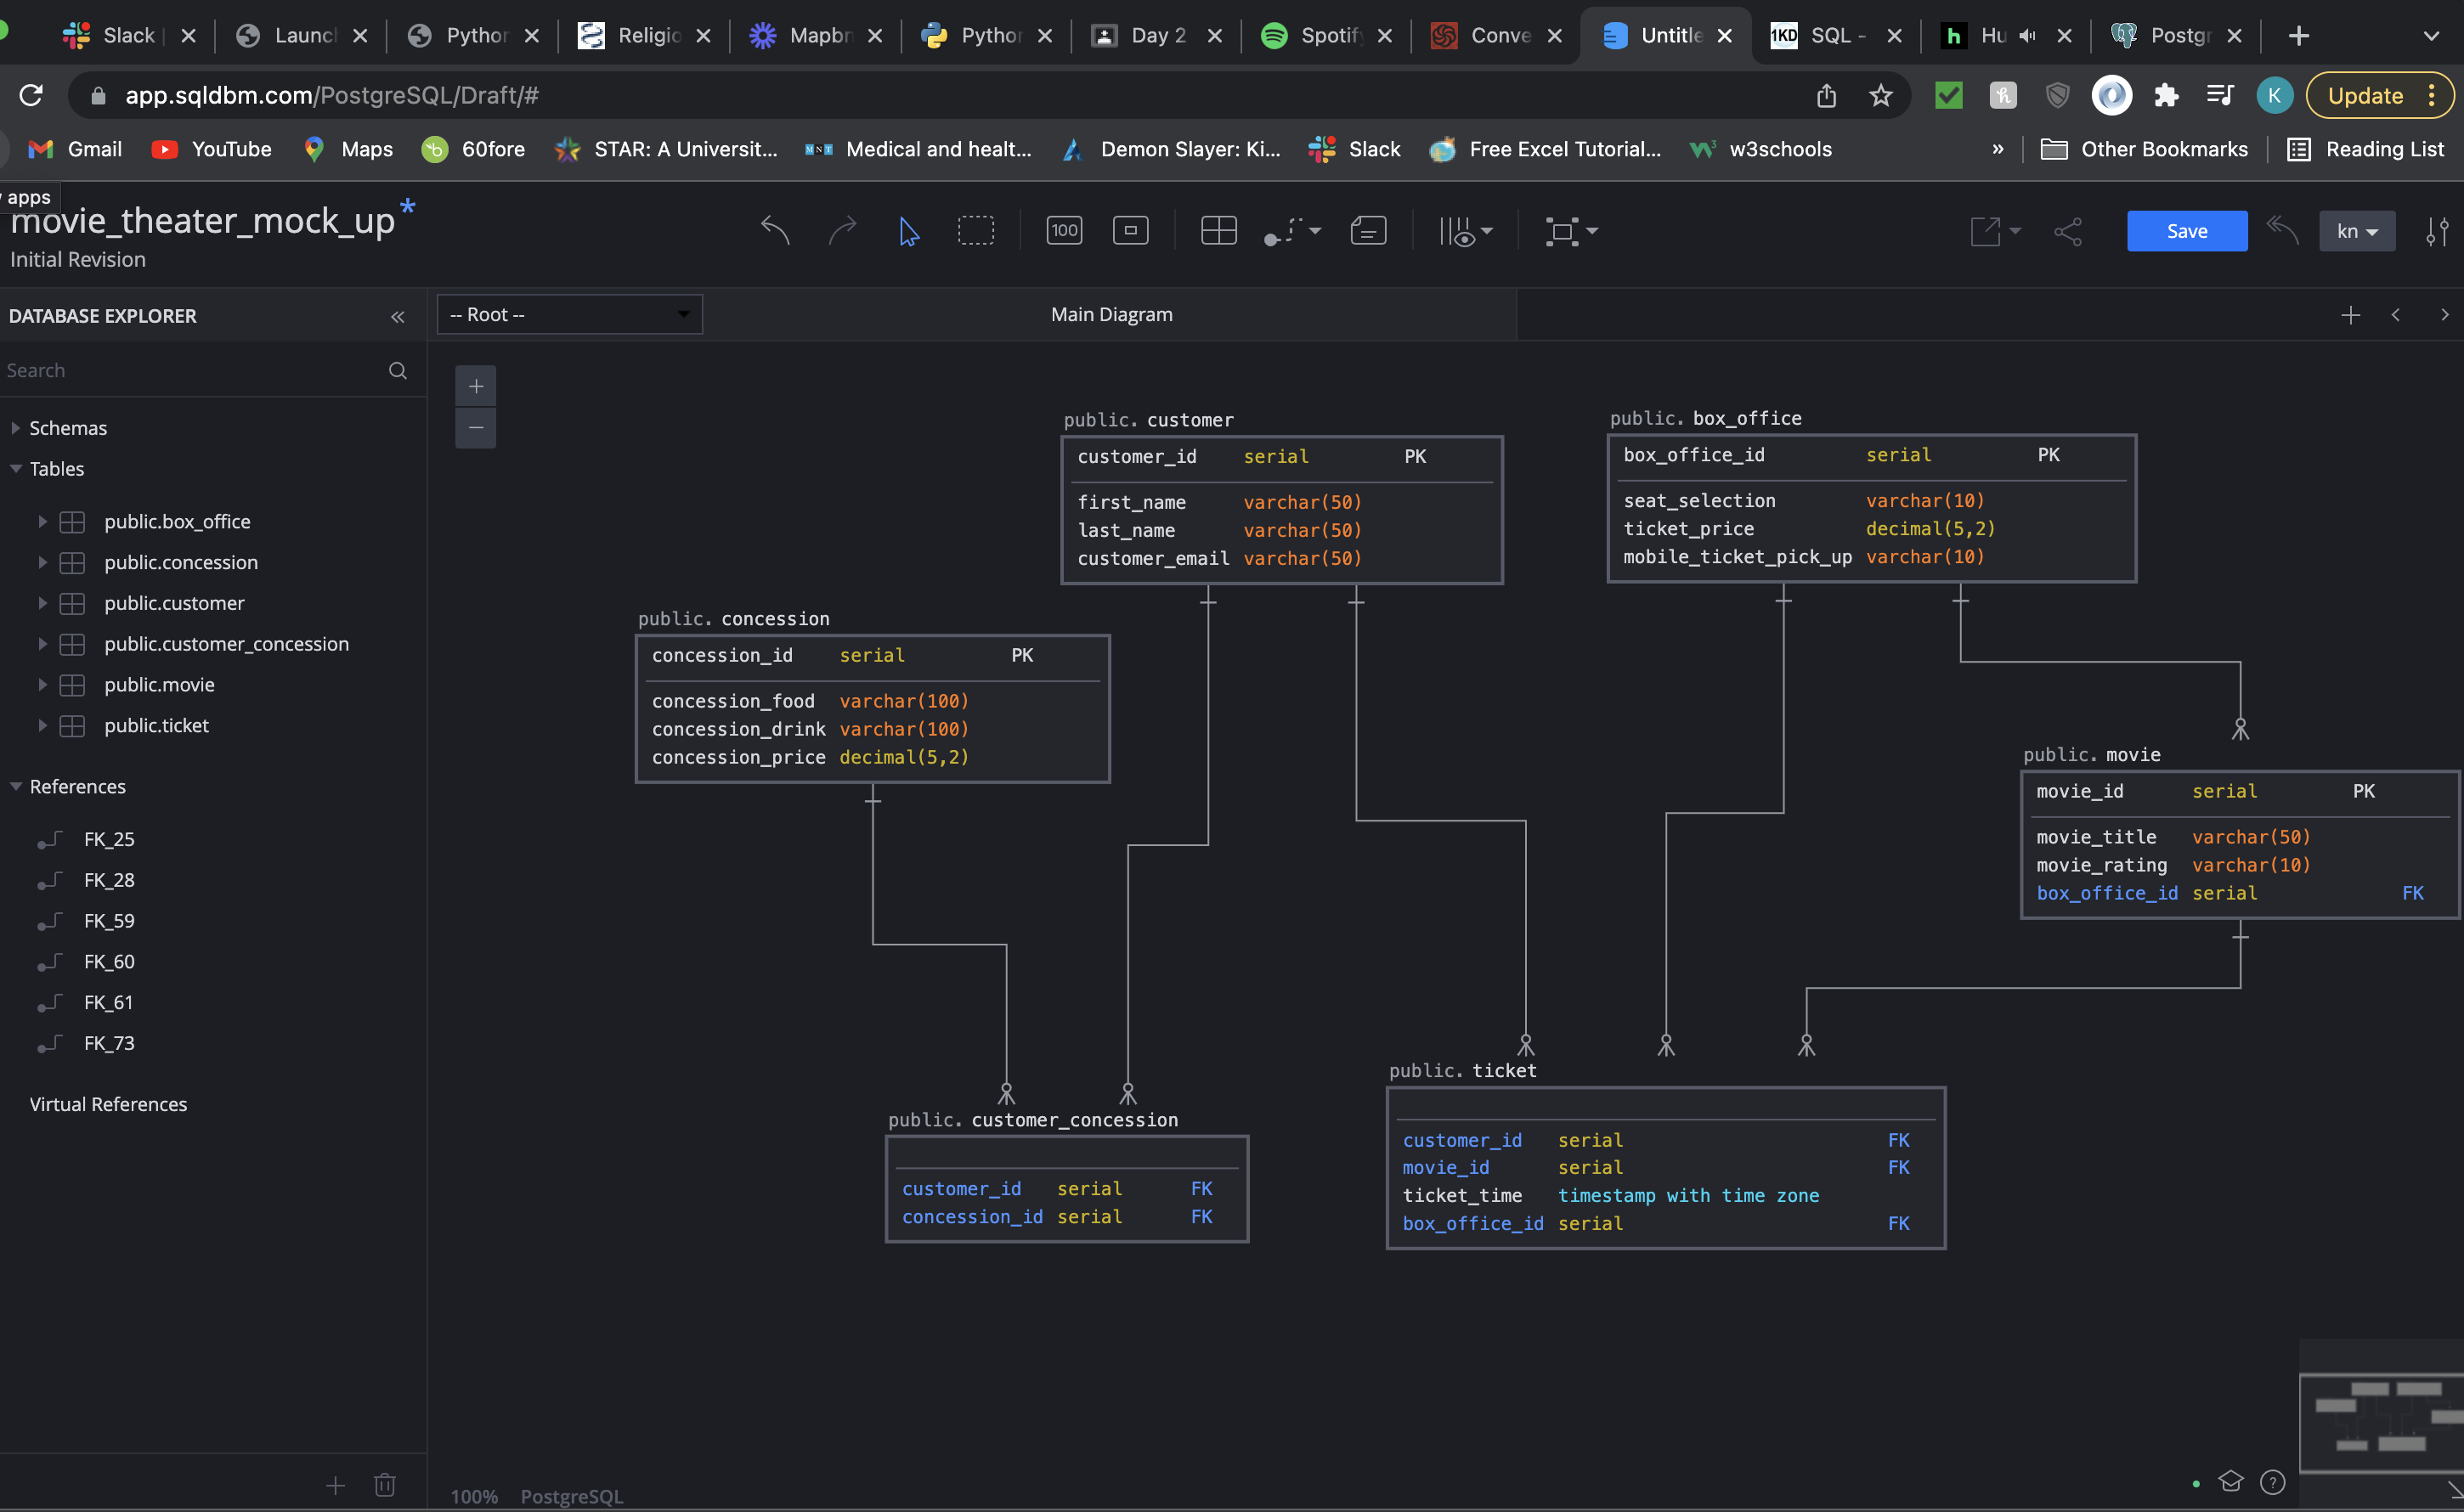 Slack
Launch
Python
Religio
Mapbn
Python
Day 2
Spotify
Conve
Untitle
1KD SQL -
h Hu
Postgr
app.sqldbm.com/PostgreSQL/Draft/#
K
Update
Gmail
YouTube
Maps
60fore
STAR: A Universit...
MNT Medical and healt...
Demon Slayer: Ki...
Slack
Free Excel Tutorial...
w3schools
»
Other Bookmarks
Reading List
apps
movie_theater_mock_up*
Initial Revision
100
Save
kn
DATABASE EXPLORER
-- Root --
Main Diagram
Search
Schemas
Tables
public.box_office
public.concession
public.customer
public.customer_concession
public.movie
public.ticket
References
FK_25
FK_28
FK_59
FK_60
FK_61
FK_73
Virtual References
public. customer
customer_id serial PK
first_name varchar(50)
last_name varchar(50)
customer_email varchar(50)
public. box_office
box_office_id serial PK
seat_selection varchar(10)
ticket_price decimal(5,2)
mobile_ticket_pick_up varchar(10)
public. concession
concession_id serial PK
concession_food varchar(100)
concession_drink varchar(100)
concession_price decimal(5,2)
public. movie
movie_id serial PK
movie_title varchar(50)
movie_rating varchar(10)
box_office_id serial FK
public. customer_concession
customer_id serial FK
concession_id serial FK
public. ticket
customer_id serial FK
movie_id serial FK
ticket_time timestamp with time zone
box_office_id serial FK
100% PostgreSQL